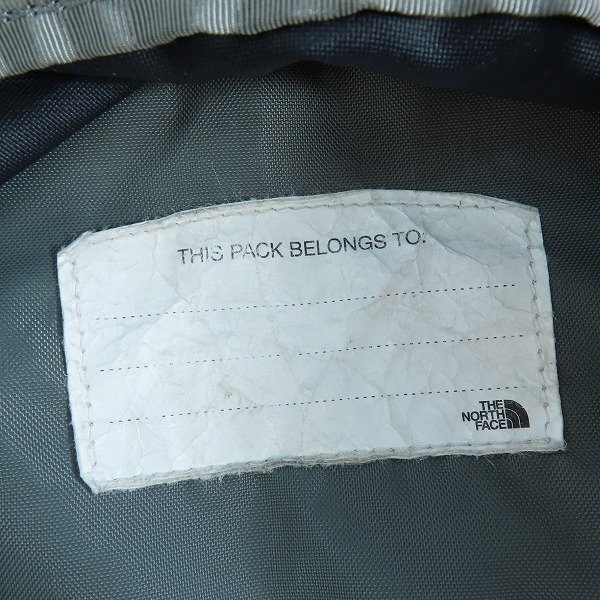 THIS PACK BELONGS TO:
THE
NORTH
FACE